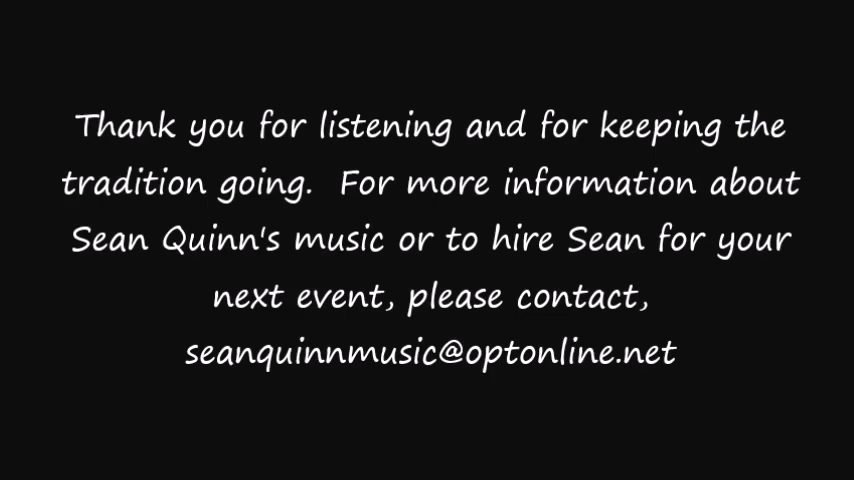 Thank you for listening and for keeping the
tradition going.  For more information about
Sean Quinn's music or to hire Sean for your
next event, please contact,
seanquinnmusic@optonline.net